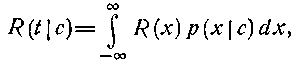 R(t|c)=∫_{-∞}^{∞} R(x) p(x|c) dx,